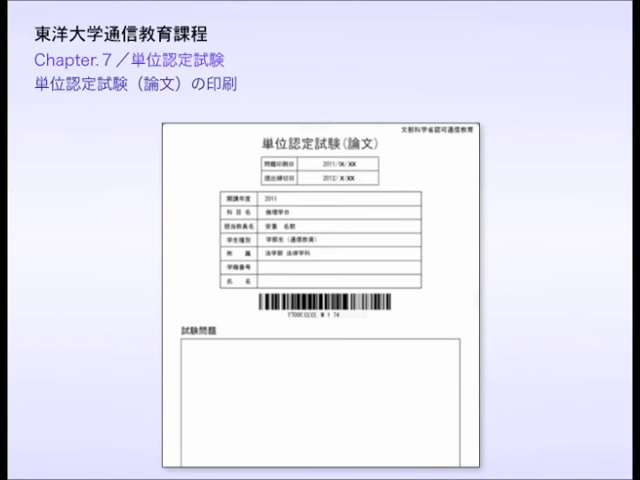 東洋大学通信教育課程
Chapter.7／単位認定試験
単位認定試験（論文）の印刷
文部科学省認可通信教育
単位認定試験（論文）
問題印刷日 2011/XX/XX
提出締切日 2012/X/XX
開講年度 2011
科目名 倫理学B
担当教員名
学生種別 学部生（通信教育）
所属 法学部 法律学科
学籍番号
氏名
試験問題